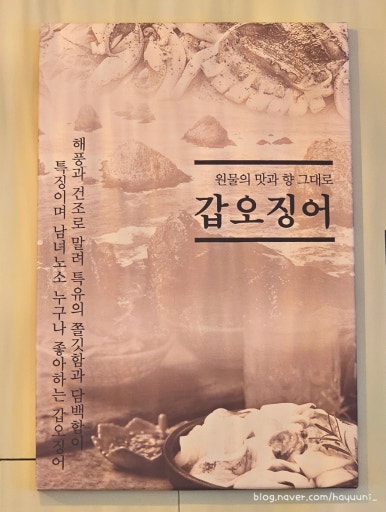 원물의 맛과 향 그대로
갑오징어
해풍과 건조로 말려 특유의 쫄깃함과 담백함이
특징이며 남녀노소 누구나 좋아하는 갑오징어
blog.naver.com/hayuuni_